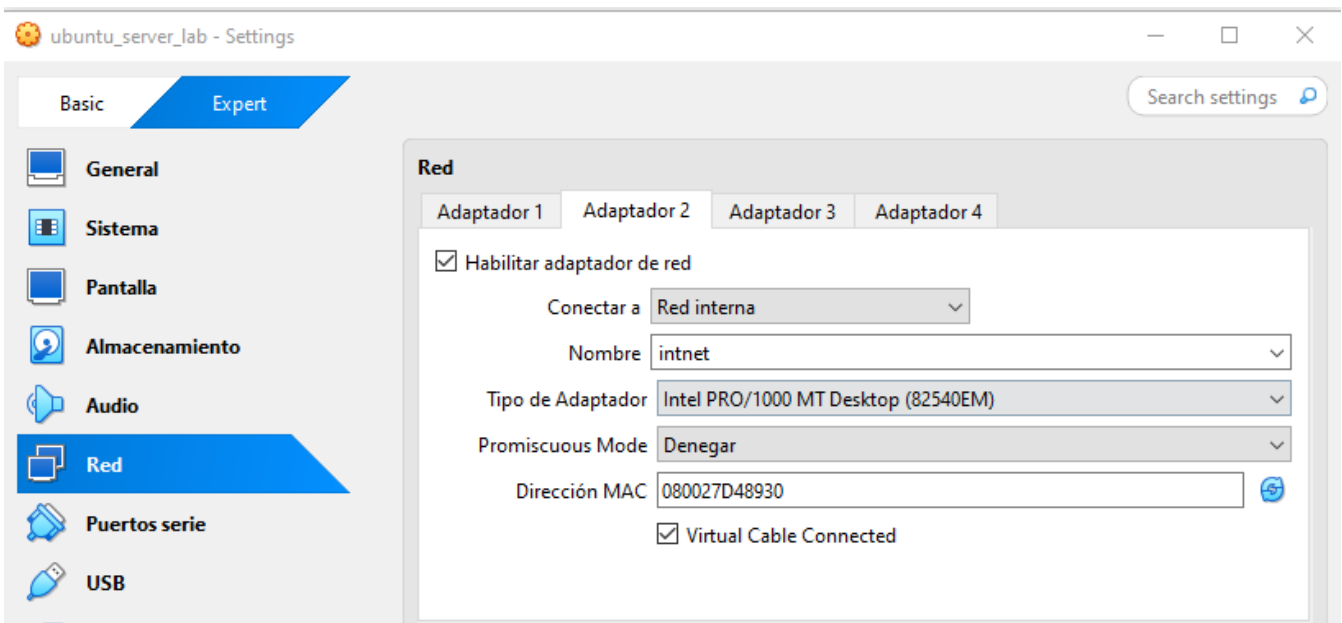 ubuntu_server_lab - Settings
Basic
Expert
Search settings
General
Sistema
Pantalla
Almacenamiento
Audio
Red
Puertos serie
USB
Red
Adaptador 1
Adaptador 2
Adaptador 3
Adaptador 4
Habilitar adaptador de red
Conectar a Red interna
Nombre intnet
Tipo de Adaptador Intel PRO/1000 MT Desktop (82540EM)
Promiscuous Mode Denegar
Dirección MAC 080027D48930
Virtual Cable Connected